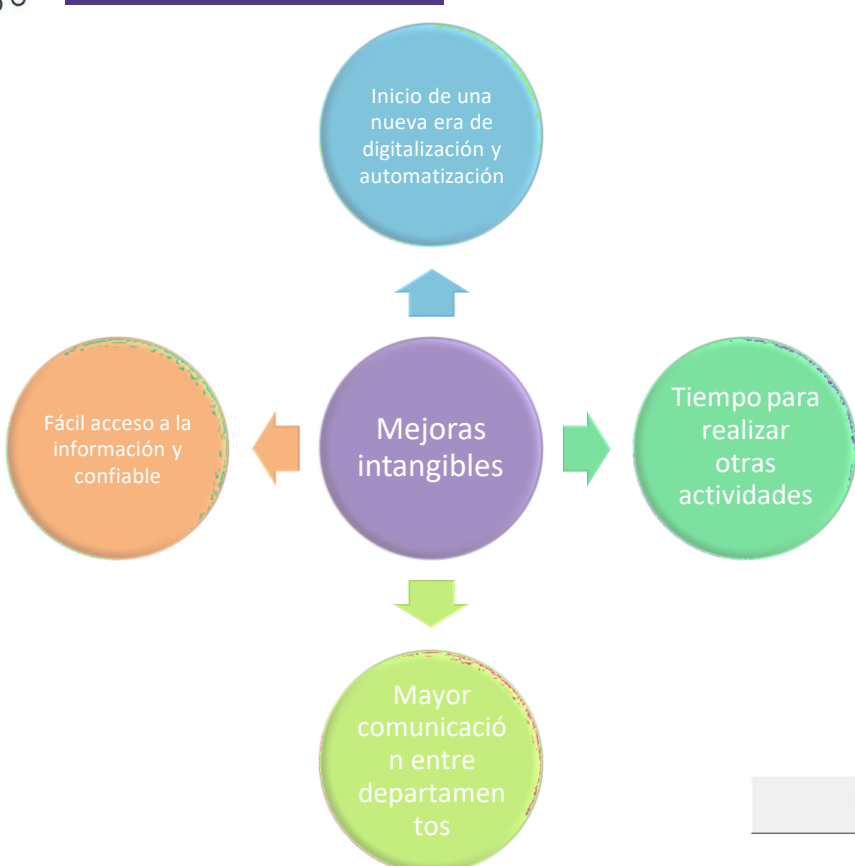 Inicio de una
nueva era de
digitalización y
automatización
Fácil acceso a la
información y
confiable
Mejoras
intangibles
Tiempo para
realizar
otras
actividades
Mayor
comunicació
n entre
departamen
tos